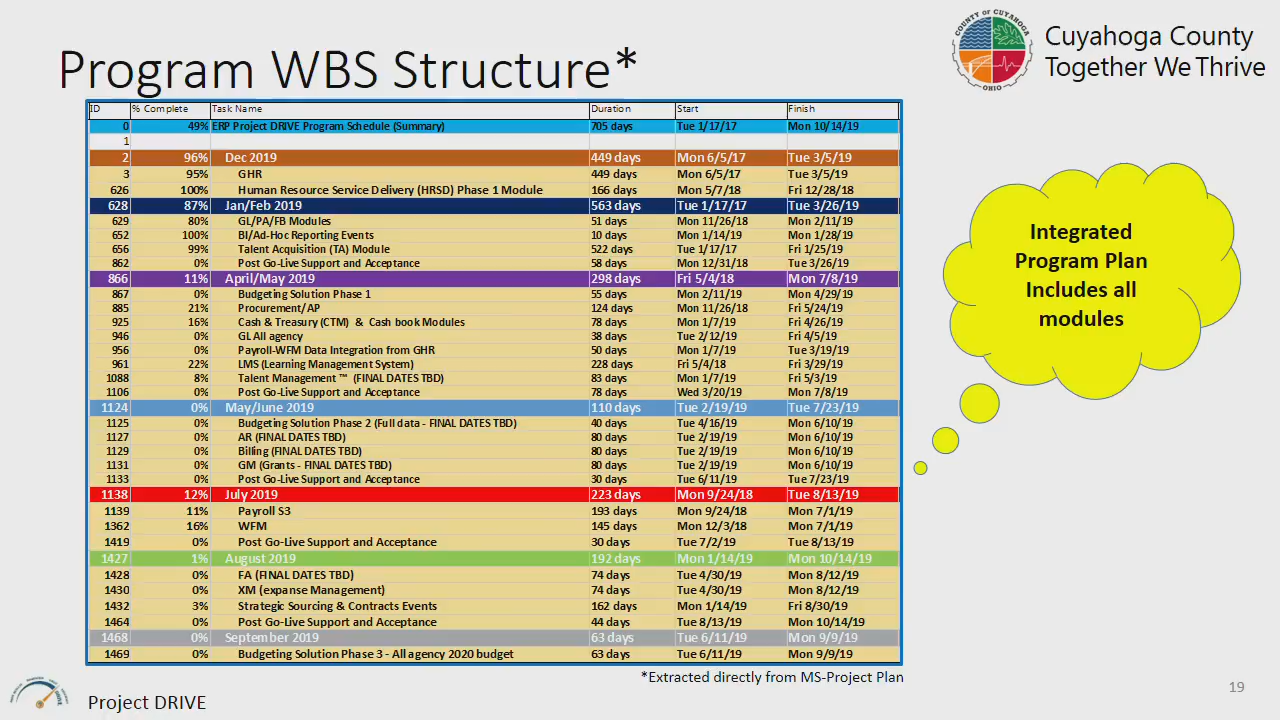 Program WBS Structure*
COUNTY OF CUYAHOGA
OHIO
Cuyahoga County
Together We Thrive
ID % Complete Task Name Duration Start Finish
0 49% ERP Project DRIVE Program Schedule (Summary) 705 days Tue 1/17/17 Mon 10/14/19
1
2 96% Dec 2019 449 days Mon 6/5/17 Tue 3/5/19
3 95% GHR 449 days Mon 6/5/17 Tue 3/5/19
626 100% Human Resource Service Delivery (HRSD) Phase 1 Module 166 days Mon 5/7/18 Fri 12/28/18
628 87% Jan/Feb 2019 563 days Tue 1/17/17 Tue 3/26/19
629 80% GL/PA/FB Modules 51 days Mon 11/26/18 Mon 2/11/19
652 100% BI/Ad-Hoc Reporting Events 10 days Mon 1/14/19 Mon 1/28/19
656 99% Talent Acquisition (TA) Module 522 days Tue 1/17/17 Fri 1/25/19
862 0% Post Go-Live Support and Acceptance 58 days Mon 12/31/18 Tue 3/26/19
866 11% April/May 2019 298 days Fri 5/4/18 Mon 7/8/19
867 0% Budgeting Solution Phase 1 55 days Mon 2/11/19 Mon 4/29/19
885 21% Procurement/AP 124 days Mon 11/26/18 Fri 5/24/19
925 16% Cash & Treasury (CTM) & Cash book Modules 78 days Mon 1/7/19 Fri 4/26/19
946 0% GL All agency 38 days Tue 2/12/19 Fri 4/5/19
956 0% Payroll-WFM Data Integration from GHR 50 days Mon 1/7/19 Tue 3/19/19
961 22% LMS (Learning Management System) 228 days Fri 5/4/18 Fri 3/29/19
1088 8% Talent Management ™ (FINAL DATES TBD) 83 days Mon 1/7/19 Fri 5/3/19
1106 0% Post Go-Live Support and Acceptance 78 days Wed 3/20/19 Mon 7/8/19
1124 0% May/June 2019 110 days Tue 2/19/19 Tue 7/23/19
1125 0% Budgeting Solution Phase 2 (Full data - FINAL DATES TBD) 40 days Tue 4/16/19 Mon 6/10/19
1127 0% AR (FINAL DATES TBD) 80 days Tue 2/19/19 Mon 6/10/19
1129 0% Billing (FINAL DATES TBD) 80 days Tue 2/19/19 Mon 6/10/19
1131 0% GM (Grants - FINAL DATES TBD) 80 days Tue 2/19/19 Mon 6/10/19
1133 0% Post Go-Live Support and Acceptance 30 days Tue 6/11/19 Tue 7/23/19
1138 12% July 2019 223 days Mon 9/24/18 Tue 8/13/19
1139 11% Payroll S3 193 days Mon 9/24/18 Mon 7/1/19
1362 16% WFM 145 days Mon 12/3/18 Mon 7/1/19
1419 0% Post Go-Live Support and Acceptance 30 days Tue 7/2/19 Tue 8/13/19
1427 1% August 2019 192 days Mon 1/14/19 Mon 10/14/19
1428 0% FA (FINAL DATES TBD) 74 days Tue 4/30/19 Mon 8/12/19
1430 0% XM (expanse Management) 74 days Tue 4/30/19 Mon 8/12/19
1432 3% Strategic Sourcing & Contracts Events 162 days Mon 1/14/19 Fri 8/30/19
1464 0% Post Go-Live Support and Acceptance 44 days Tue 8/13/19 Mon 10/14/19
1468 0% September 2019 63 days Tue 6/11/19 Mon 9/9/19
1469 0% Budgeting Solution Phase 3 - All agency 2020 budget 63 days Tue 6/11/19 Mon 9/9/19
Integrated
Program Plan
Includes all
modules
*Extracted directly from MS-Project Plan
Project DRIVE
19